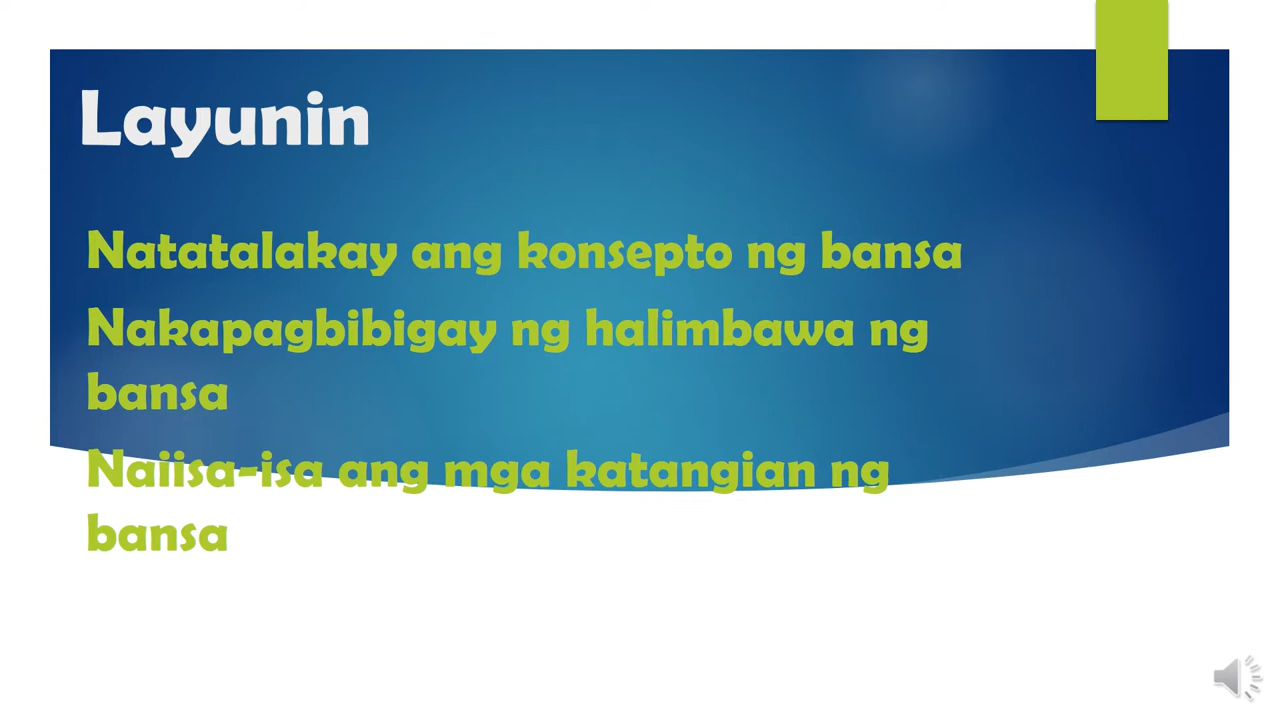 Layunin
Natatalakay ang konsepto ng bansa
Nakapagbibigay ng halimbawa ng
bansa
Naiisa-isa ang mga katangian ng
bansa